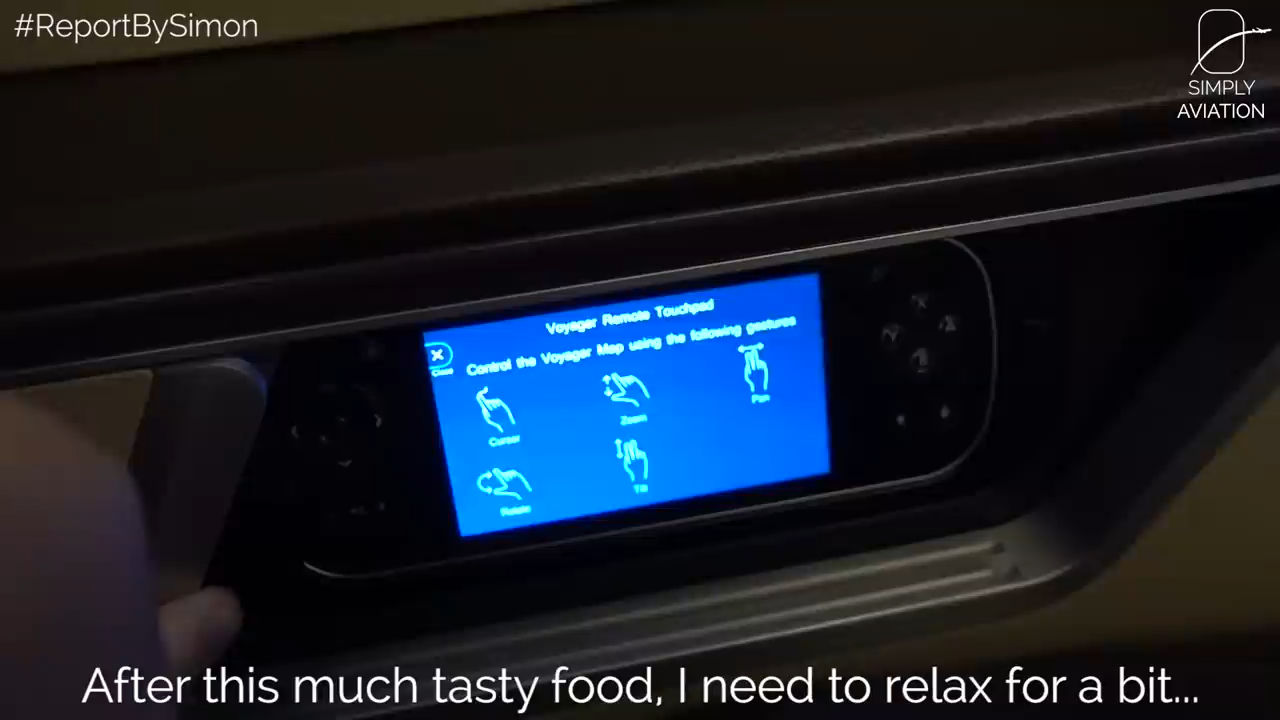 #ReportBySimon
SIMPLY
AVIATION
Voyager Remote Touchpad
Control the Voyager Map using the following gestures
Close
Cursor
Zoom
Pan
Rotate
Tilt
After this much tasty food, I need to relax for a bit...